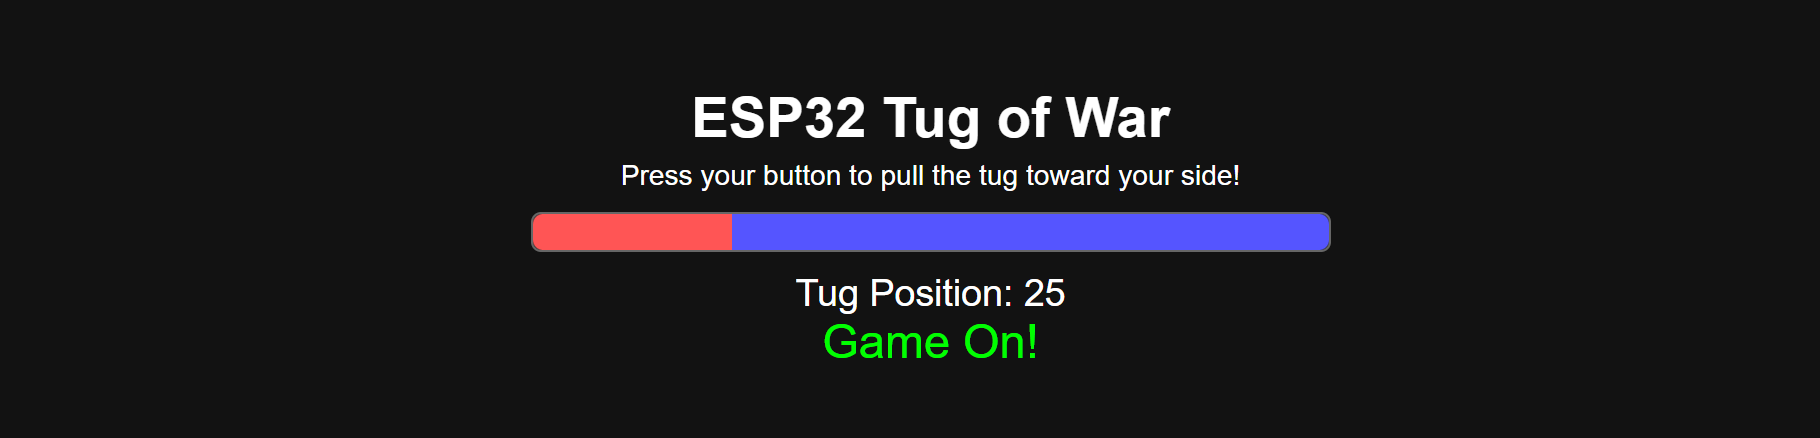 ESP32 Tug of War
Press your button to pull the tug toward your side!
Tug Position: 25
Game On!